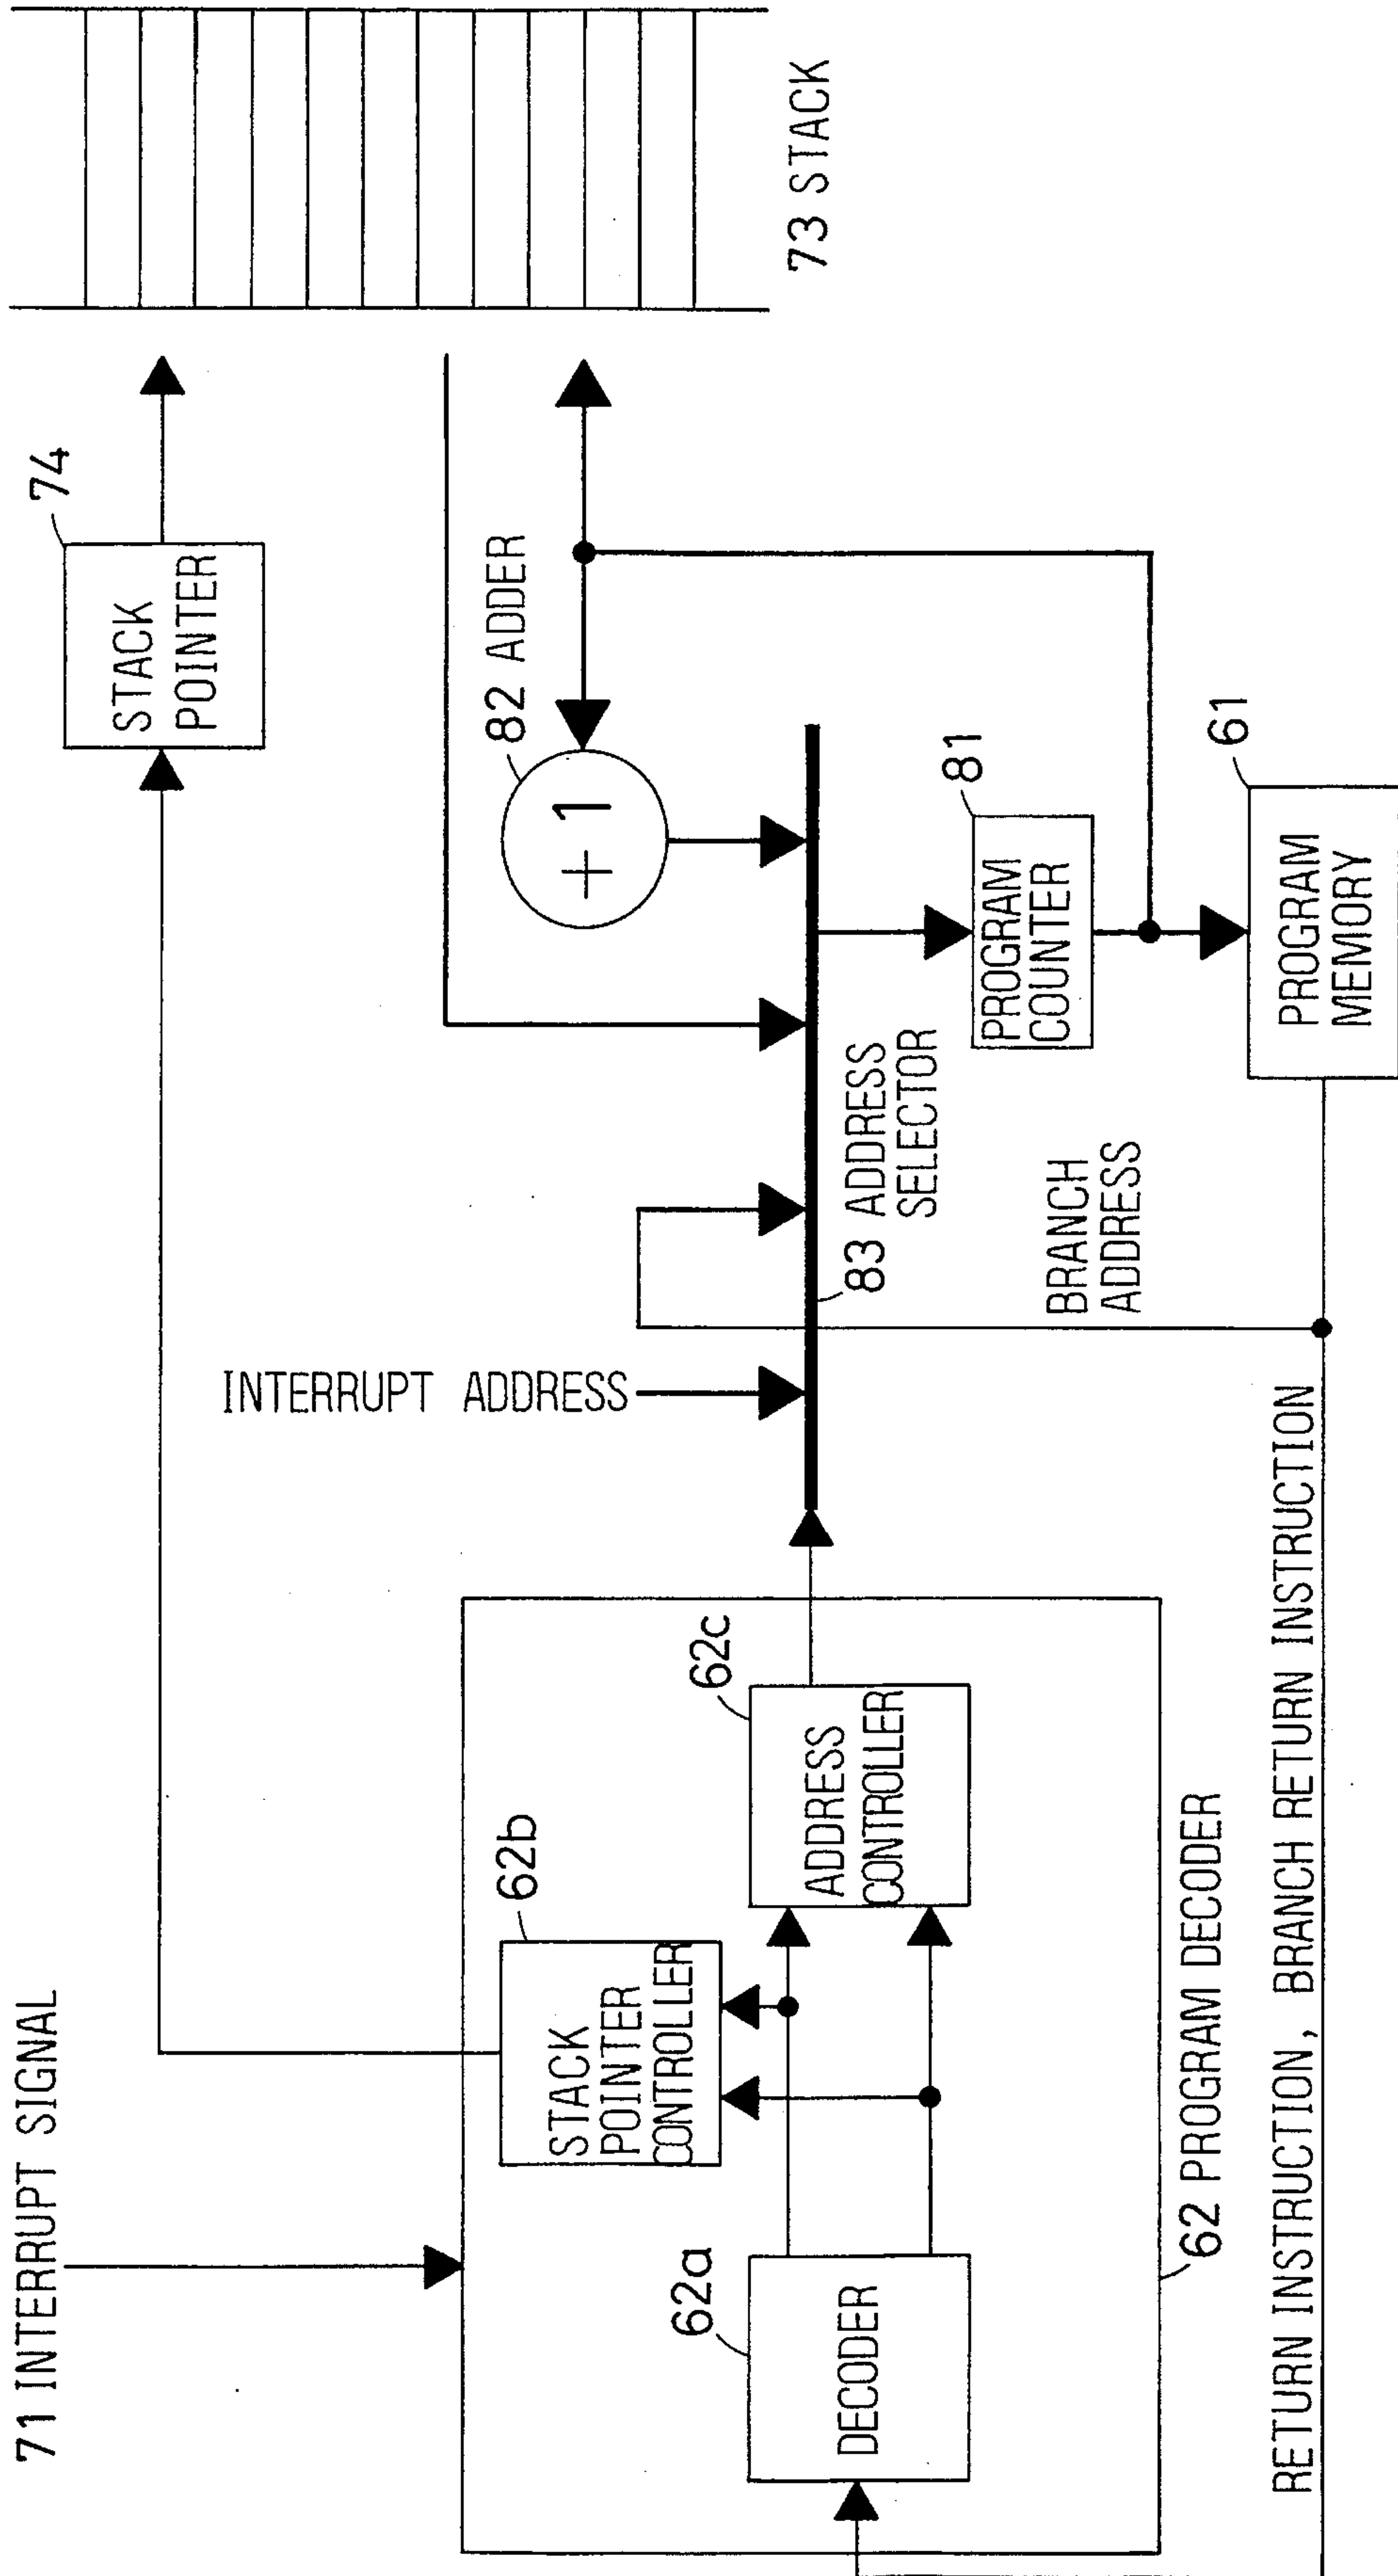 71 INTERRUPT SIGNAL
62b
STACK
POINTER
CONTROLLER
62a
DECODER
62c
ADDRESS
CONTROLLER
62 PROGRAM DECODER
RETURN INSTRUCTION, BRANCH RETURN INSTRUCTION
INTERRUPT ADDRESS
83 ADDRESS
SELECTOR
BRANCH
ADDRESS
74
STACK
POINTER
82 ADDER
+1
81
PROGRAM
COUNTER
61
PROGRAM
MEMORY
73 STACK